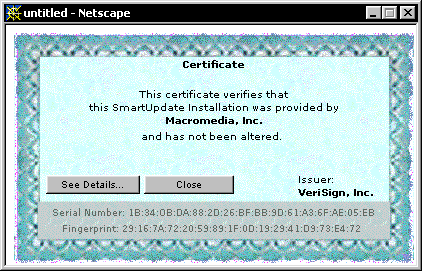 untitled - Netscape
Certificate
This certificate verifies that
this SmartUpdate Installation was provided by
Macromedia, Inc.
and has not been altered.
See Details...
Close
Issuer:
VeriSign, Inc.
Serial Number: 1B:34:0B:DA:88:2D:26:BF:BB:9D:61:A3:6F:AE:05:EB
Fingerprint: 29:16:7A:72:20:59:89:1F:0D:19:29:41:D9:73:E4:72